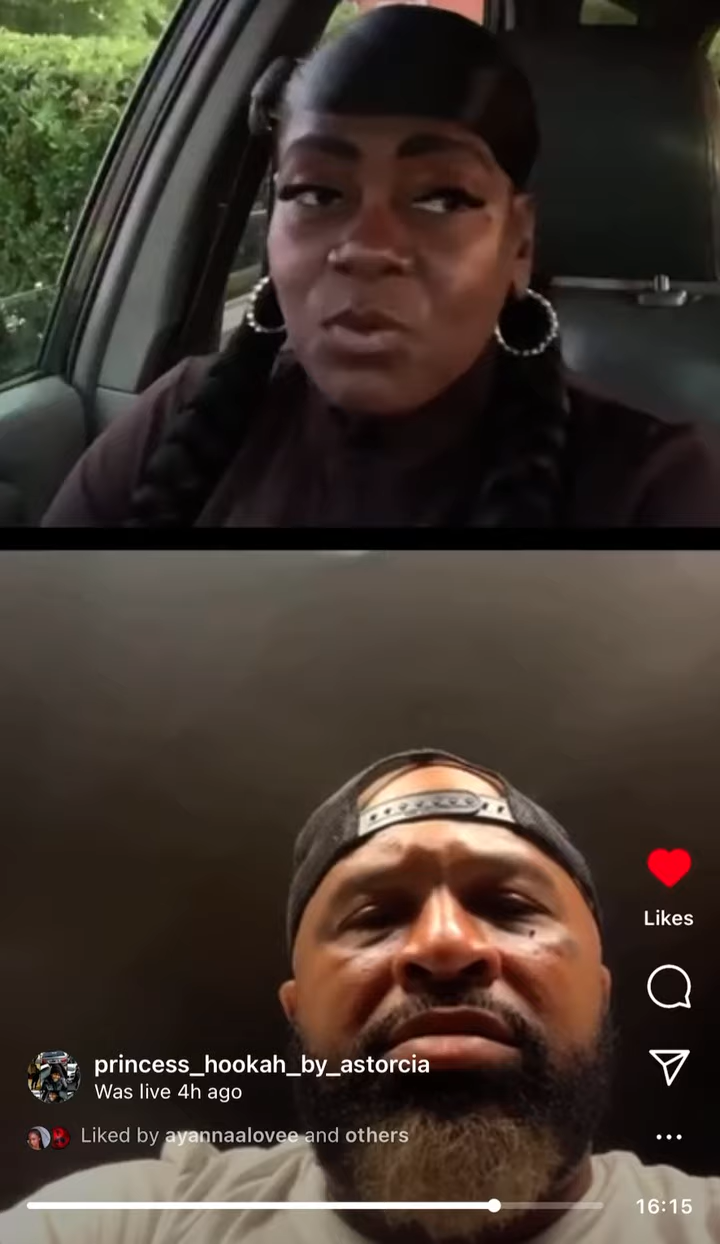 Likes
princess_hookah_by_astorcia
Was live 4h ago
Liked by ayannaalovee and others
16:15